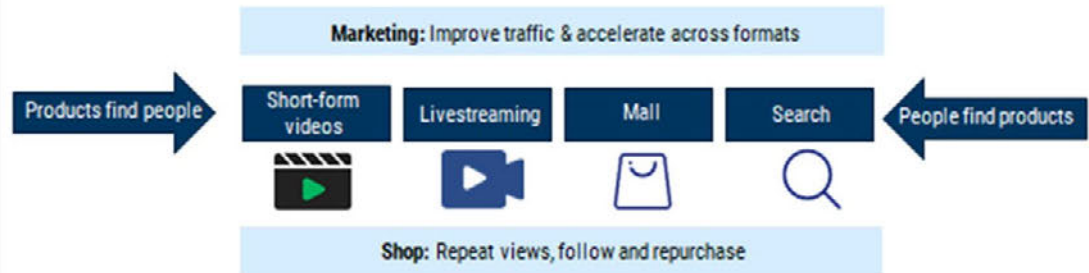 Marketing: Improve traffic & accelerate across formats
Products find people
Short-form
videos
Livestreaming
Mall
Search
People find products
Shop: Repeat views, follow and repurchase